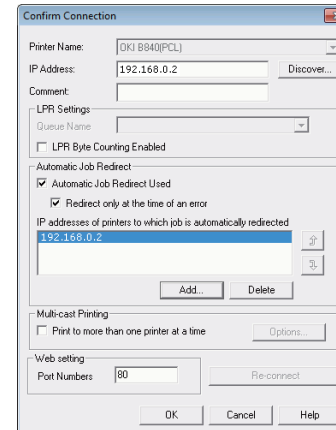 Confirm Connection
Printer Name: OKI B840(PCL)
IP Address: 192.168.0.2 Discover...
Comment:
LPR Settings
Queue Name
LPR Byte Counting Enabled
Automatic Job Redirect
Automatic Job Redirect Used
Redirect only at the time of an error
IP addresses of printers to which job is automatically redirected
192.168.0.2
Add... Delete
Multi-cast Printing
Print to more than one printer at a time Options...
Web setting
Port Numbers 80 Re-connect
OK Cancel Help